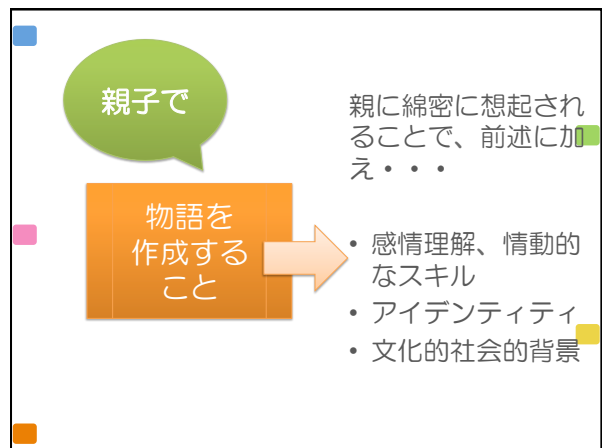 親子で
物語を
作成する
こと
親に綿密に想起され
ることで、前述に加
え・・・
• 感情理解、情動的
なスキル
• アイデンティティ
• 文化的社会的背景